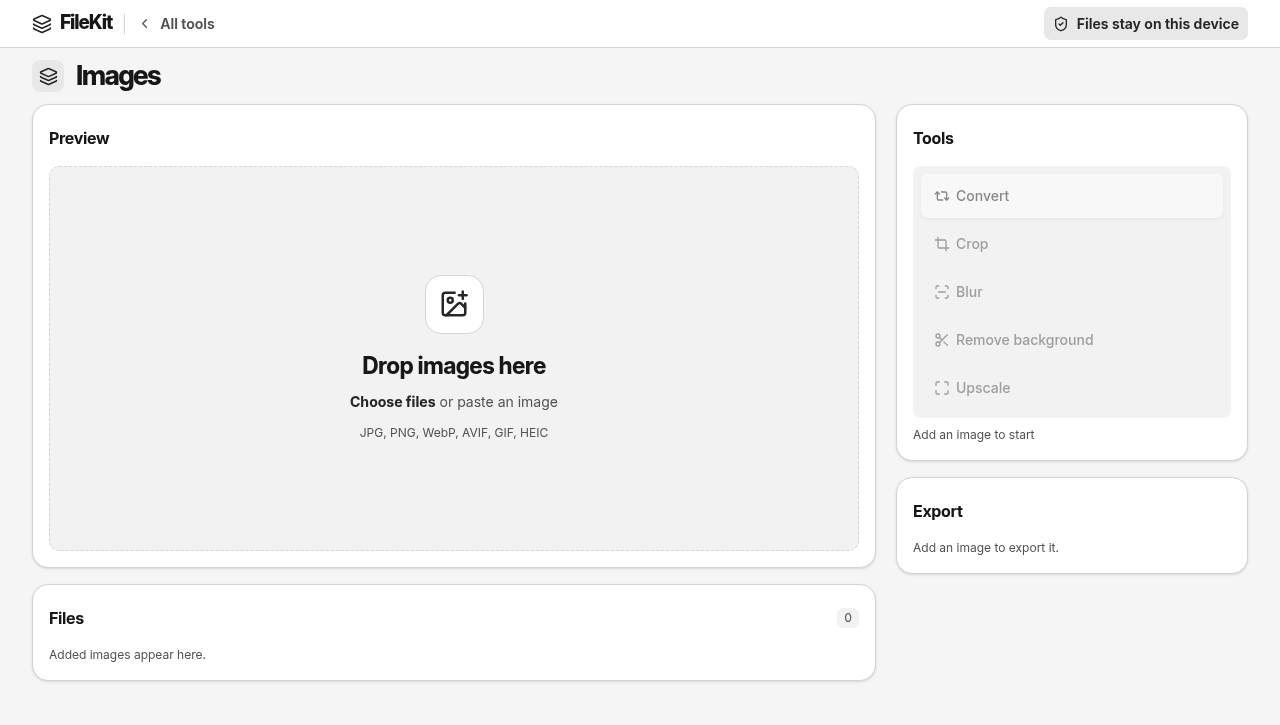 FileKit
All tools
Files stay on this device
Images
Preview
Drop images here
Choose files or paste an image
JPG, PNG, WebP, AVIF, GIF, HEIC
Files
0
Added images appear here.
Tools
Convert
Crop
Blur
Remove background
Upscale
Add an image to start
Export
Add an image to export it.